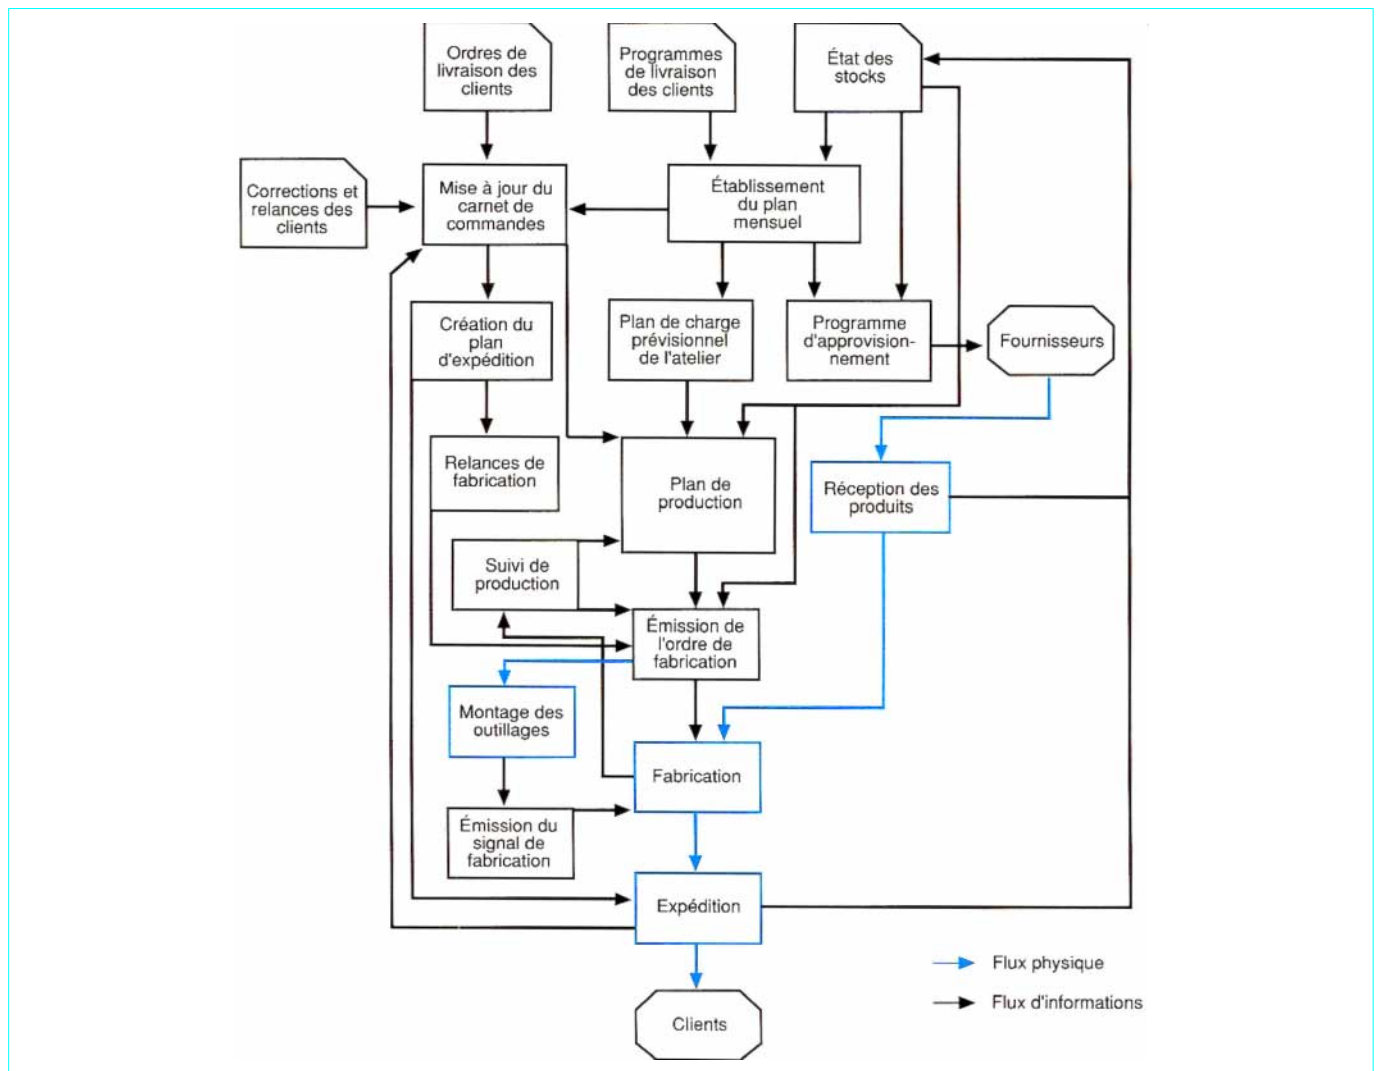 Ordres de
livraison des
clients
Programmes
de livraison
des clients
État des
stocks
Corrections et
relances des
clients
Mise à jour du
carnet de
commandes
Établissement
du plan
mensuel
Création du
plan
d'expédition
Plan de charge
prévisionnel
de l'atelier
Programme
d'approvision-
nement
Fournisseurs
Relances de
fabrication
Plan de
production
Réception des
produits
Suivi de
production
Émission de
l'ordre de
fabrication
Montage des
outillages
Fabrication
Émission du
signal de
fabrication
Expédition
Flux physique
Flux d'informations
Clients